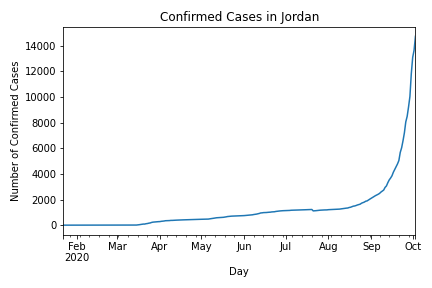 Confirmed Cases in Jordan
Number of Confirmed Cases
14000
12000
10000
8000
6000
4000
2000
0
Feb Mar Apr May Jun Jul Aug Sep Oct
2020
Day